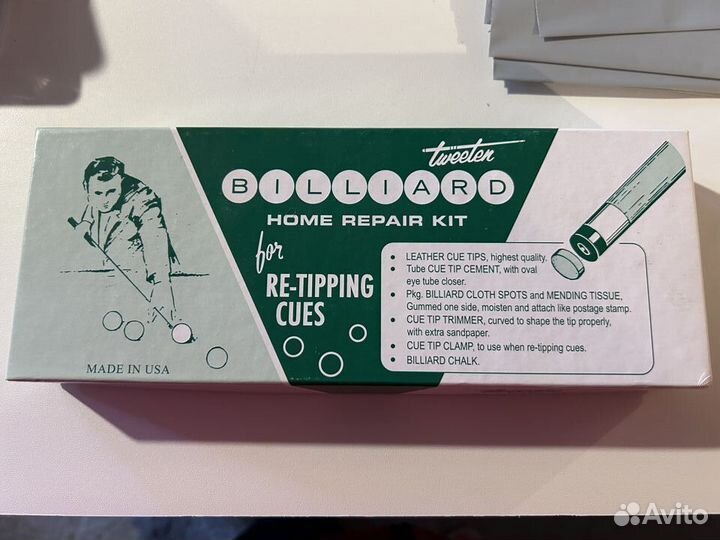 tweeten
BILLIARD
HOME REPAIR KIT
for
RE-TIPPING
CUES
• LEATHER CUE TIPS, highest quality.
• Tube CUE TIP CEMENT, with oval
eye tube closer.
• Pkg. BILLIARD CLOTH SPOTS and MENDING TISSUE,
Gummed one side, moisten and attach like postage stamp.
• CUE TIP TRIMMER, curved to shape the tip properly,
with extra sandpaper.
• CUE TIP CLAMP, to use when re-tipping cues.
• BILLIARD CHALK.
MADE IN USA
Avito